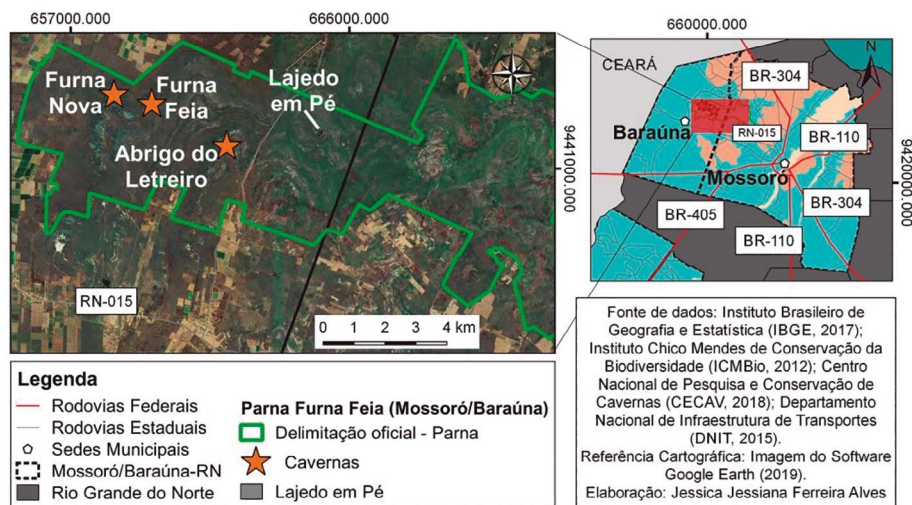 657000.000
666000.000
660000.000
Furna
Nova
Furna
Feia
Lajedo
em Pé
Abrigo do
Letreiro
RN-015
0 1 2 3 4 km
9441000.000
CEARÁ
N
BR-304
Baraúna
RN-015
BR-110
Mossoró
BR-405
BR-304
BR-110
9420000.000
Legenda
Rodovias Federais
Rodovias Estaduais
Sedes Municipais
Mossoró/Baraúna-RN
Rio Grande do Norte
Parna Furna Feia (Mossoró/Baraúna)
Delimitação oficial - Parna
Cavernas
Lajedo em Pé
Fonte de dados: Instituto Brasileiro de
Geografia e Estatística (IBGE, 2017);
Instituto Chico Mendes de Conservação da
Biodiversidade (ICMBio, 2012); Centro
Nacional de Pesquisa e Conservação de
Cavernas (CECAV, 2018); Departamento
Nacional de Infraestrutura de Transportes
(DNIT, 2015).
Referência Cartográfica: Imagem do Software
Google Earth (2019).
Elaboração: Jessica Jessiana Ferreira Alves